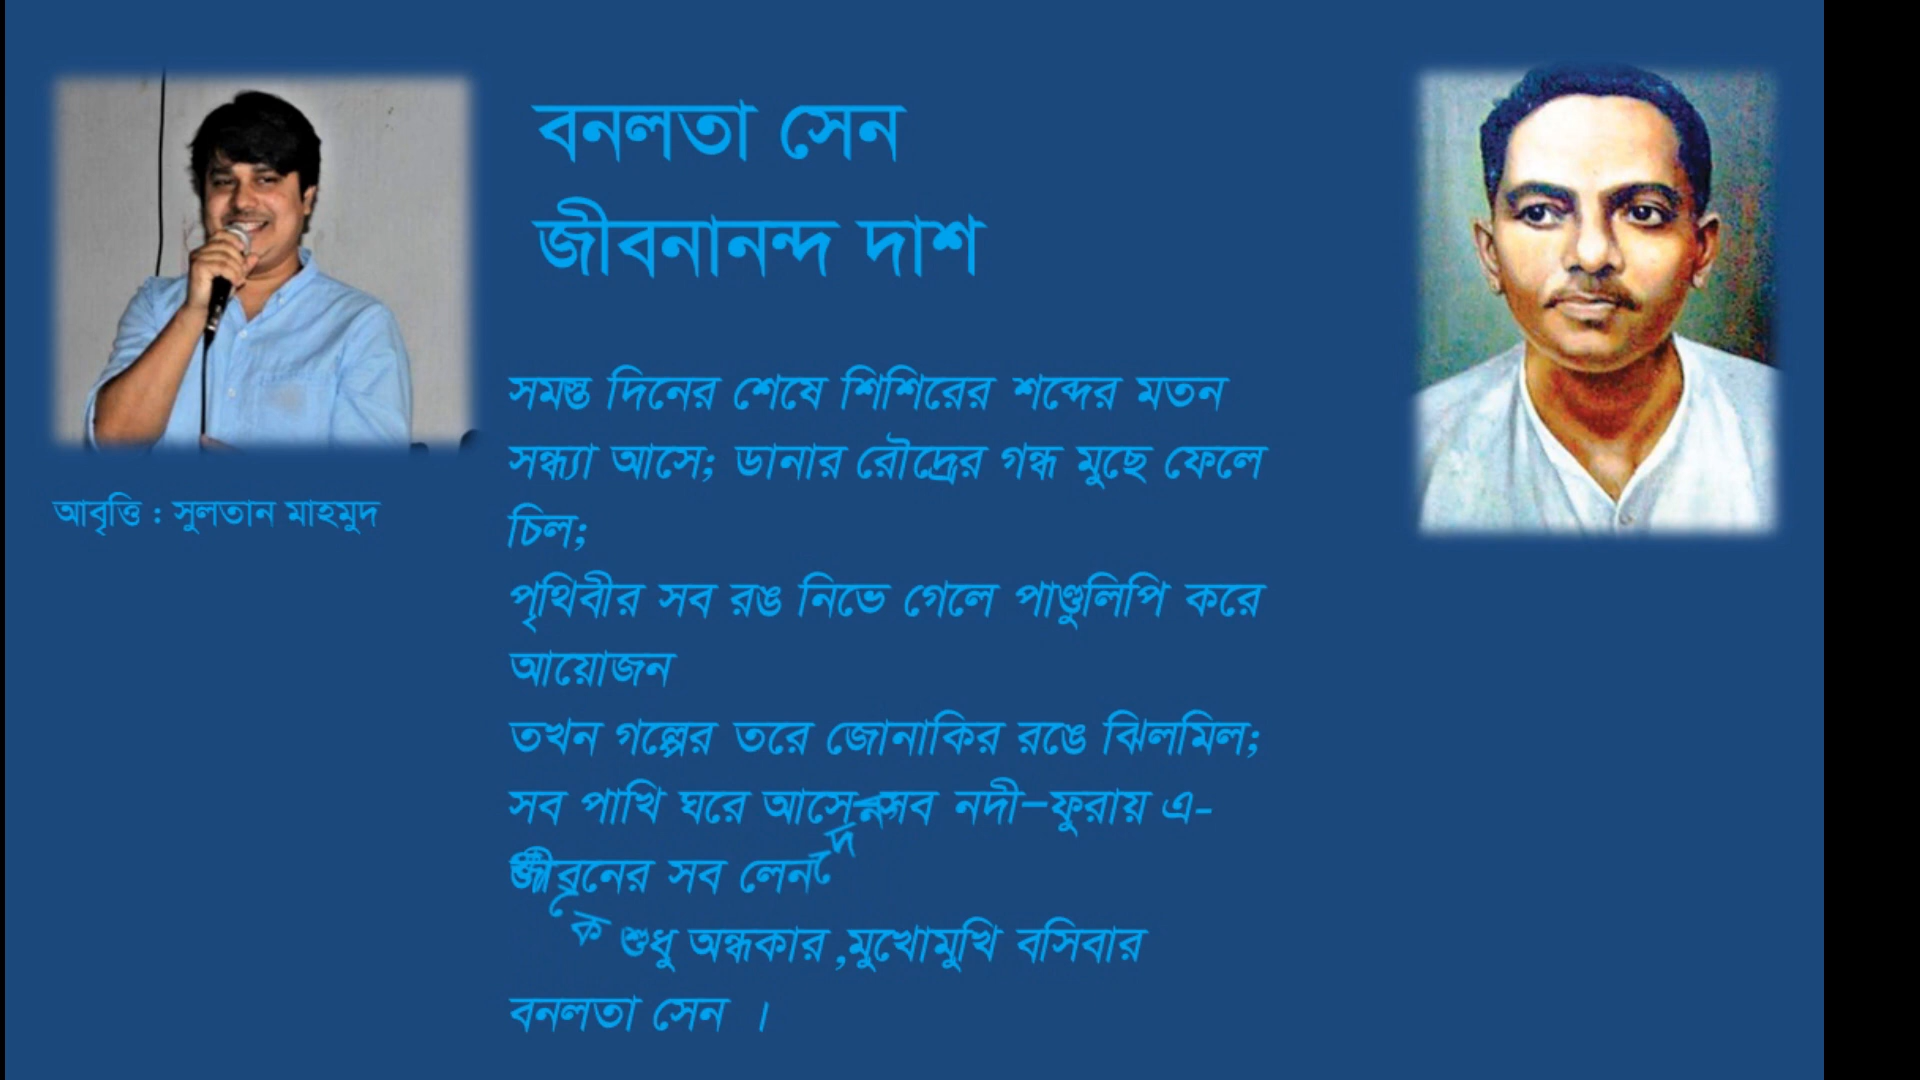 বনলতা সেন
জীবনানন্দ দাশ
আবৃত্তি : সুলতান মাহমুদ
সমস্ত দিনের শেষে শিশিরের শব্দের মতন
সন্ধ্যা আসে; ডানার রৌদ্রের গন্ধ মুছে ফেলে
চিল;
পৃথিবীর সব রঙ নিভে গেলে পাণ্ডুলিপি করে
আয়োজন
তখন গল্পের তরে জোনাকির রঙে ঝিলমিল;
সব পাখি ঘরে আসে সব নদী–ফুরায় এ-
জীবনের সব লেনদেন
শুধু অন্ধকার ,মুখোমুখি বসিবার
বনলতা সেন ।